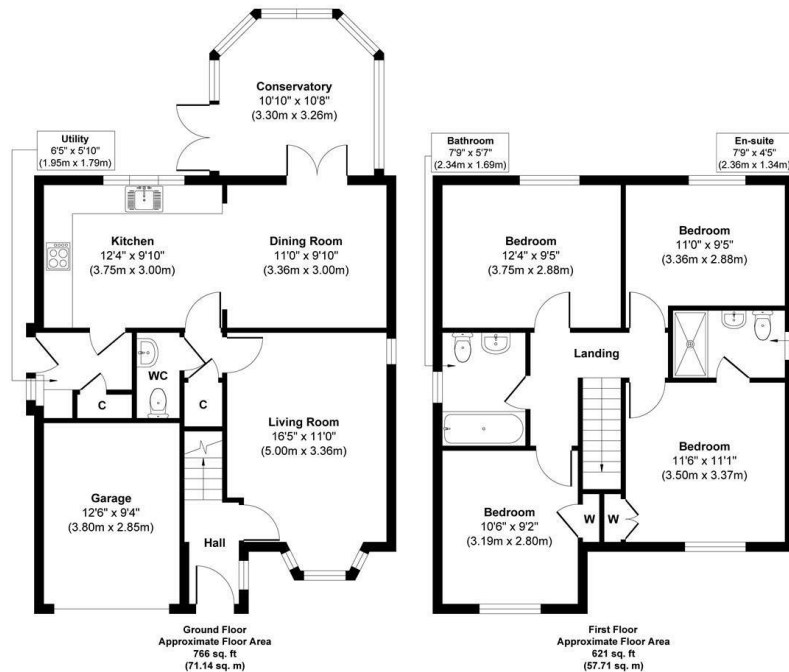 Conservatory
10'10" x 10'8"
(3.30m x 3.26m)
Utility
6'5" x 5'10"
(1.95m x 1.79m)
Kitchen
12'4" x 9'10"
(3.75m x 3.00m)
Dining Room
11'0" x 9'10"
(3.36m x 3.00m)
WC
C
C
Living Room
16'5" x 11'0"
(5.00m x 3.36m)
Garage
12'6" x 9'4"
(3.80m x 2.85m)
Hall
Ground Floor
Approximate Floor Area
766 sq. ft
(71.14 sq. m)
Bathroom
7'9" x 5'7"
(2.34m x 1.69m)
En-suite
7'9" x 4'5"
(2.36m x 1.34m)
Bedroom
12'4" x 9'5"
(3.75m x 2.88m)
Bedroom
11'0" x 9'5"
(3.36m x 2.88m)
Landing
Bedroom
11'6" x 11'1"
(3.50m x 3.37m)
Bedroom
10'6" x 9'2"
(3.19m x 2.80m)
W
W
First Floor
Approximate Floor Area
621 sq. ft
(57.71 sq. m)